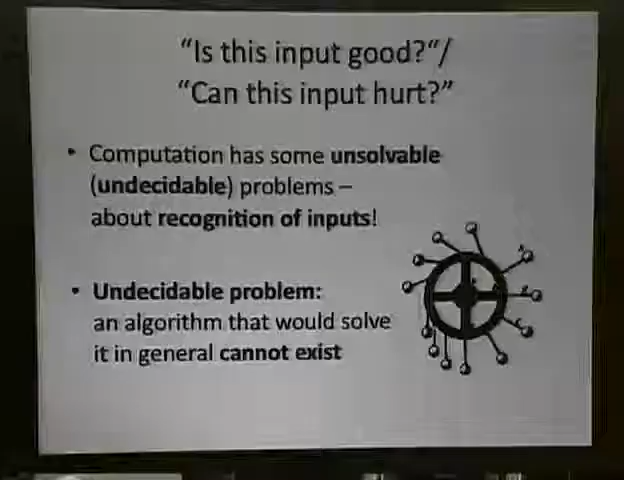 "Is this input good?"/
"Can this input hurt?"
• Computation has some unsolvable
(undecidable) problems –
about recognition of inputs!
• Undecidable problem:
an algorithm that would solve
it in general cannot exist